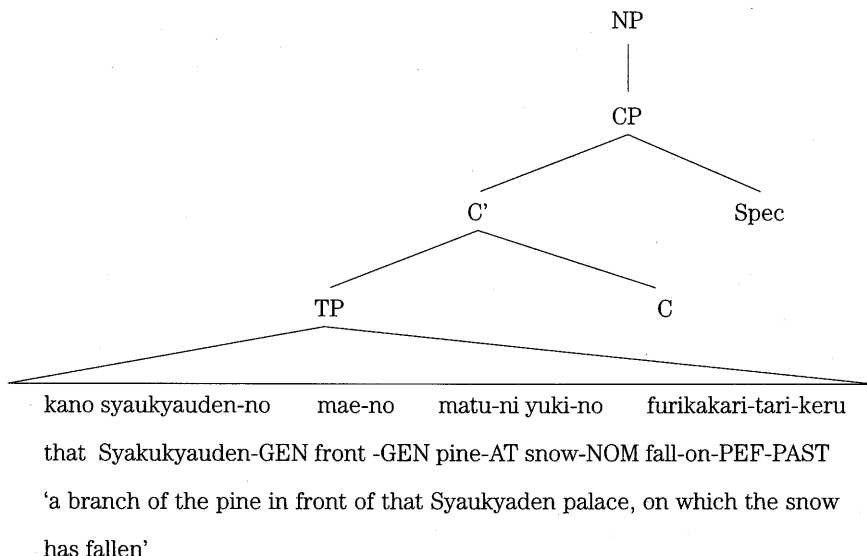 NP
CP
C' Spec
TP C
kano syaukyauden-no mae-no matu-ni yuki-no furikakari-tari-keru
that Syakukyauden-GEN front -GEN pine-AT snow-NOM fall-on-PEF-PAST
‘a branch of the pine in front of that Syaukyaden palace, on which the snow
has fallen’